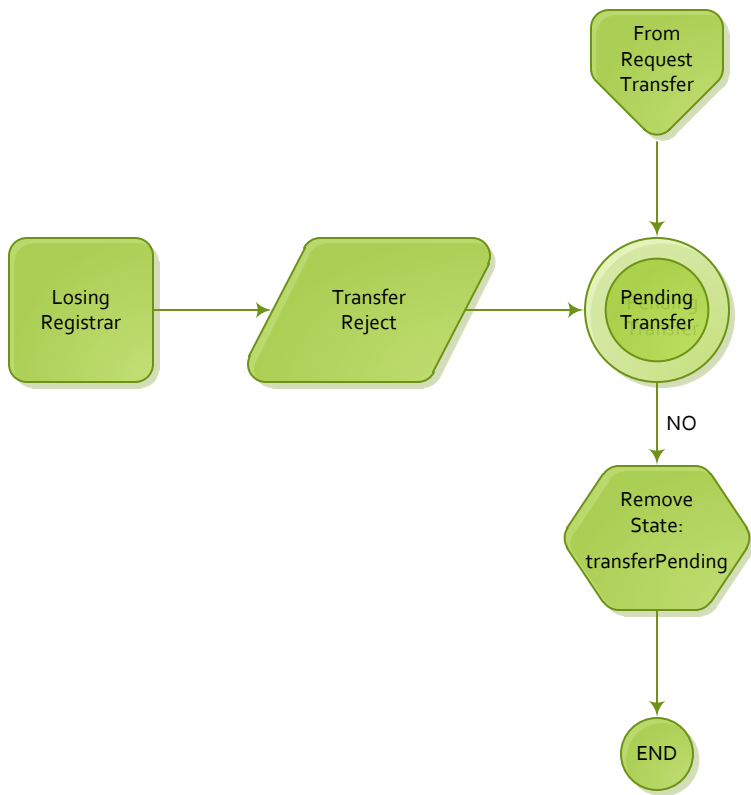 From
Request
Transfer
Losing
Registrar
Transfer
Reject
Pending
Transfer
NO
Remove
State:
transferPending
END